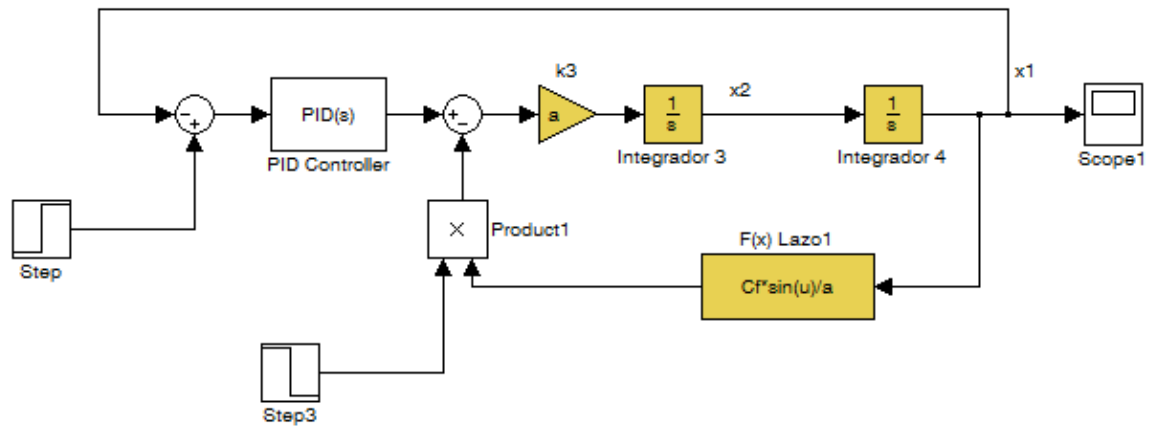 k3
x2
x1
PID(s)
a
1
s
1
s
PID Controller
Integrador 3
Integrador 4
Scope1
Step
×
Product1
F(x) Lazo1
Cf*sin(u)/a
Step3